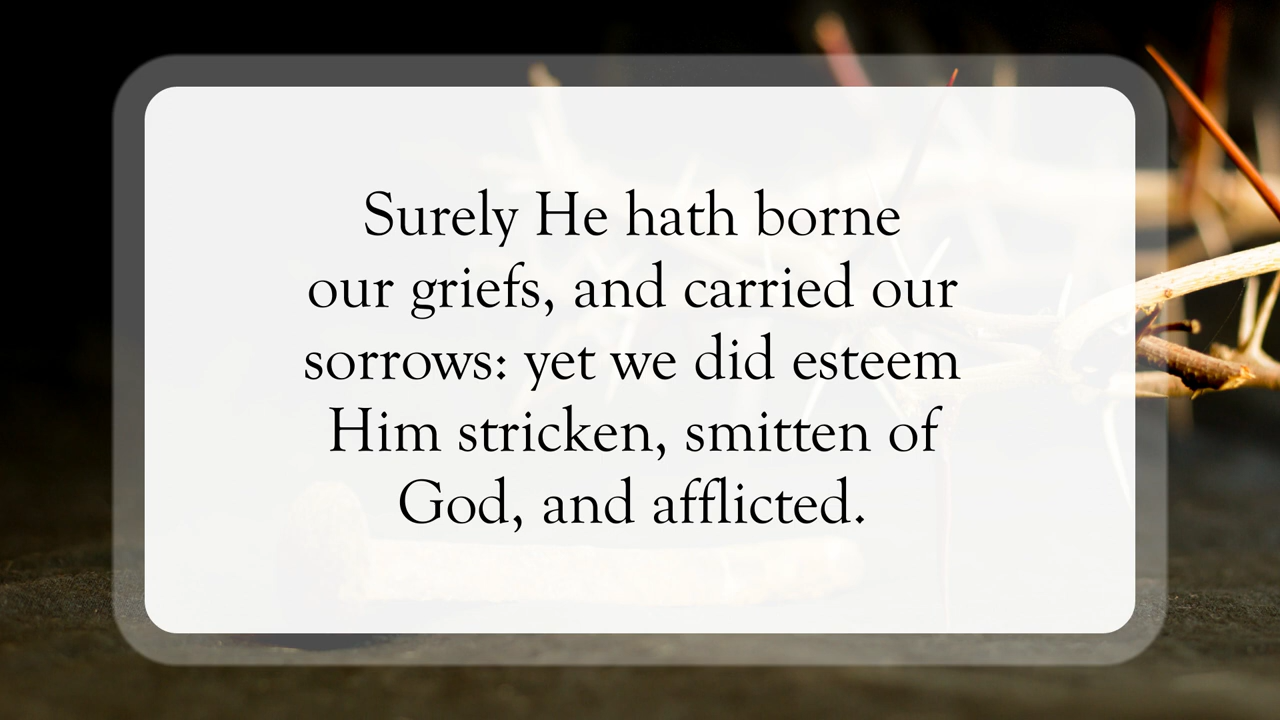 Surely He hath borne
our griefs, and carried our
sorrows: yet we did esteem
Him stricken, smitten of
God, and afflicted.